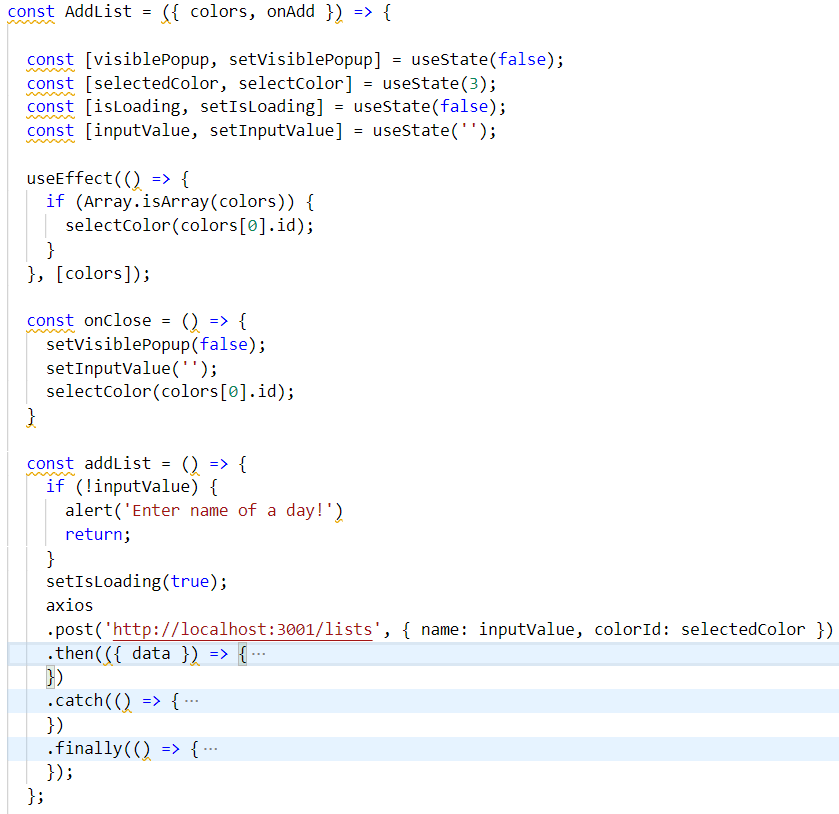 const AddList = ({ colors, onAdd }) => {
const [visiblePopup, setVisiblePopup] = useState(false);
const [selectedColor, selectColor] = useState(3);
const [isLoading, setIsLoading] = useState(false);
const [inputValue, setInputValue] = useState('');
useEffect(() => {
if (Array.isArray(colors)) {
selectColor(colors[0].id);
}
}, [colors]);
const onClose = () => {
setVisiblePopup(false);
setInputValue('');
selectColor(colors[0].id);
}
const addList = () => {
if (!inputValue) {
alert('Enter name of a day!')
return;
}
setIsLoading(true);
axios
.post('http://localhost:3001/lists', { name: inputValue, colorId: selectedColor })
.then(({ data }) => {···
})
.catch(() => {···
})
.finally(() => {···
});
};